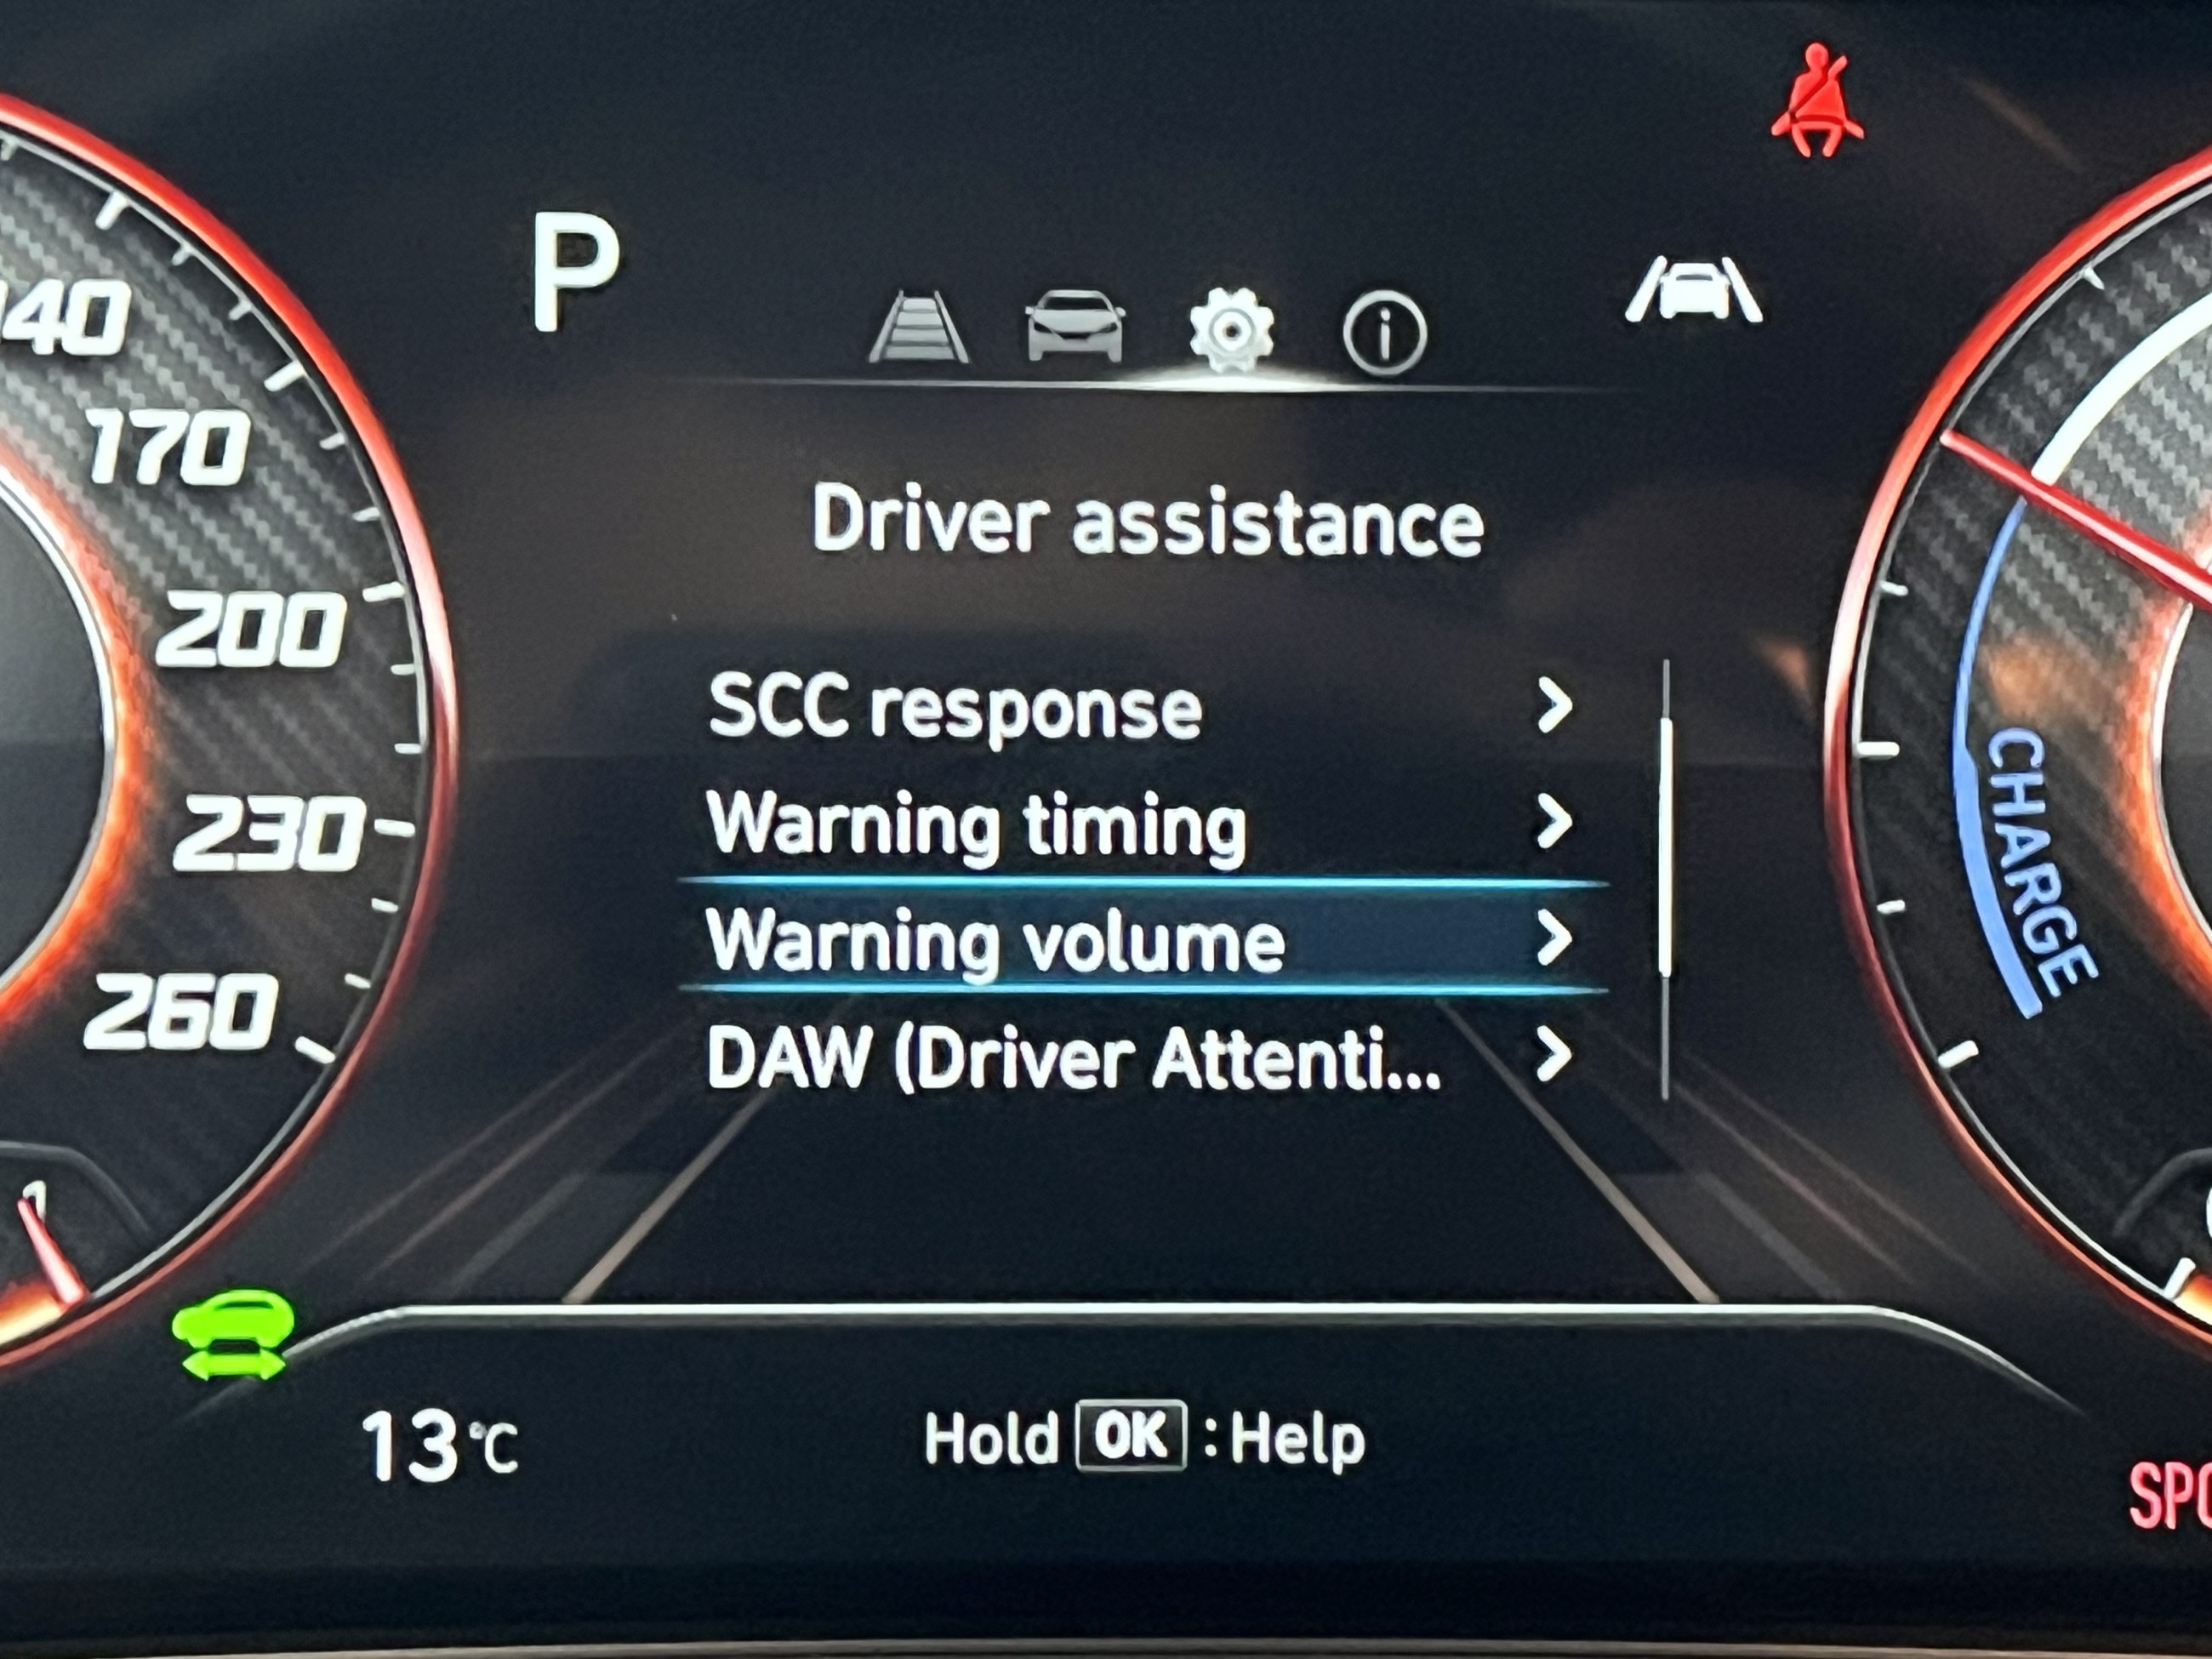 P
140
170
200
230
260
Driver assistance
SCC response
Warning timing
Warning volume
DAW (Driver Attenti...
CHARGE
1
13°C
Hold OK : Help